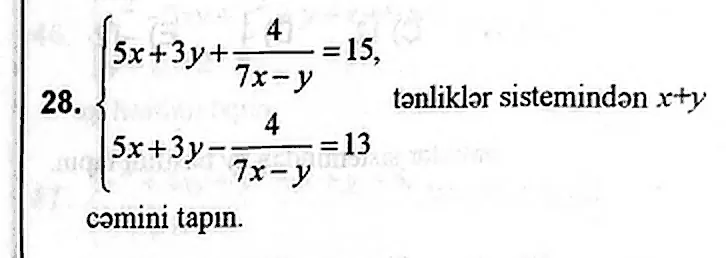 28. { 5x+3y+ 4/(7x-y) =15,
5x+3y- 4/(7x-y) =13
tənliklər sistemindən x+y
cəmini tapın.